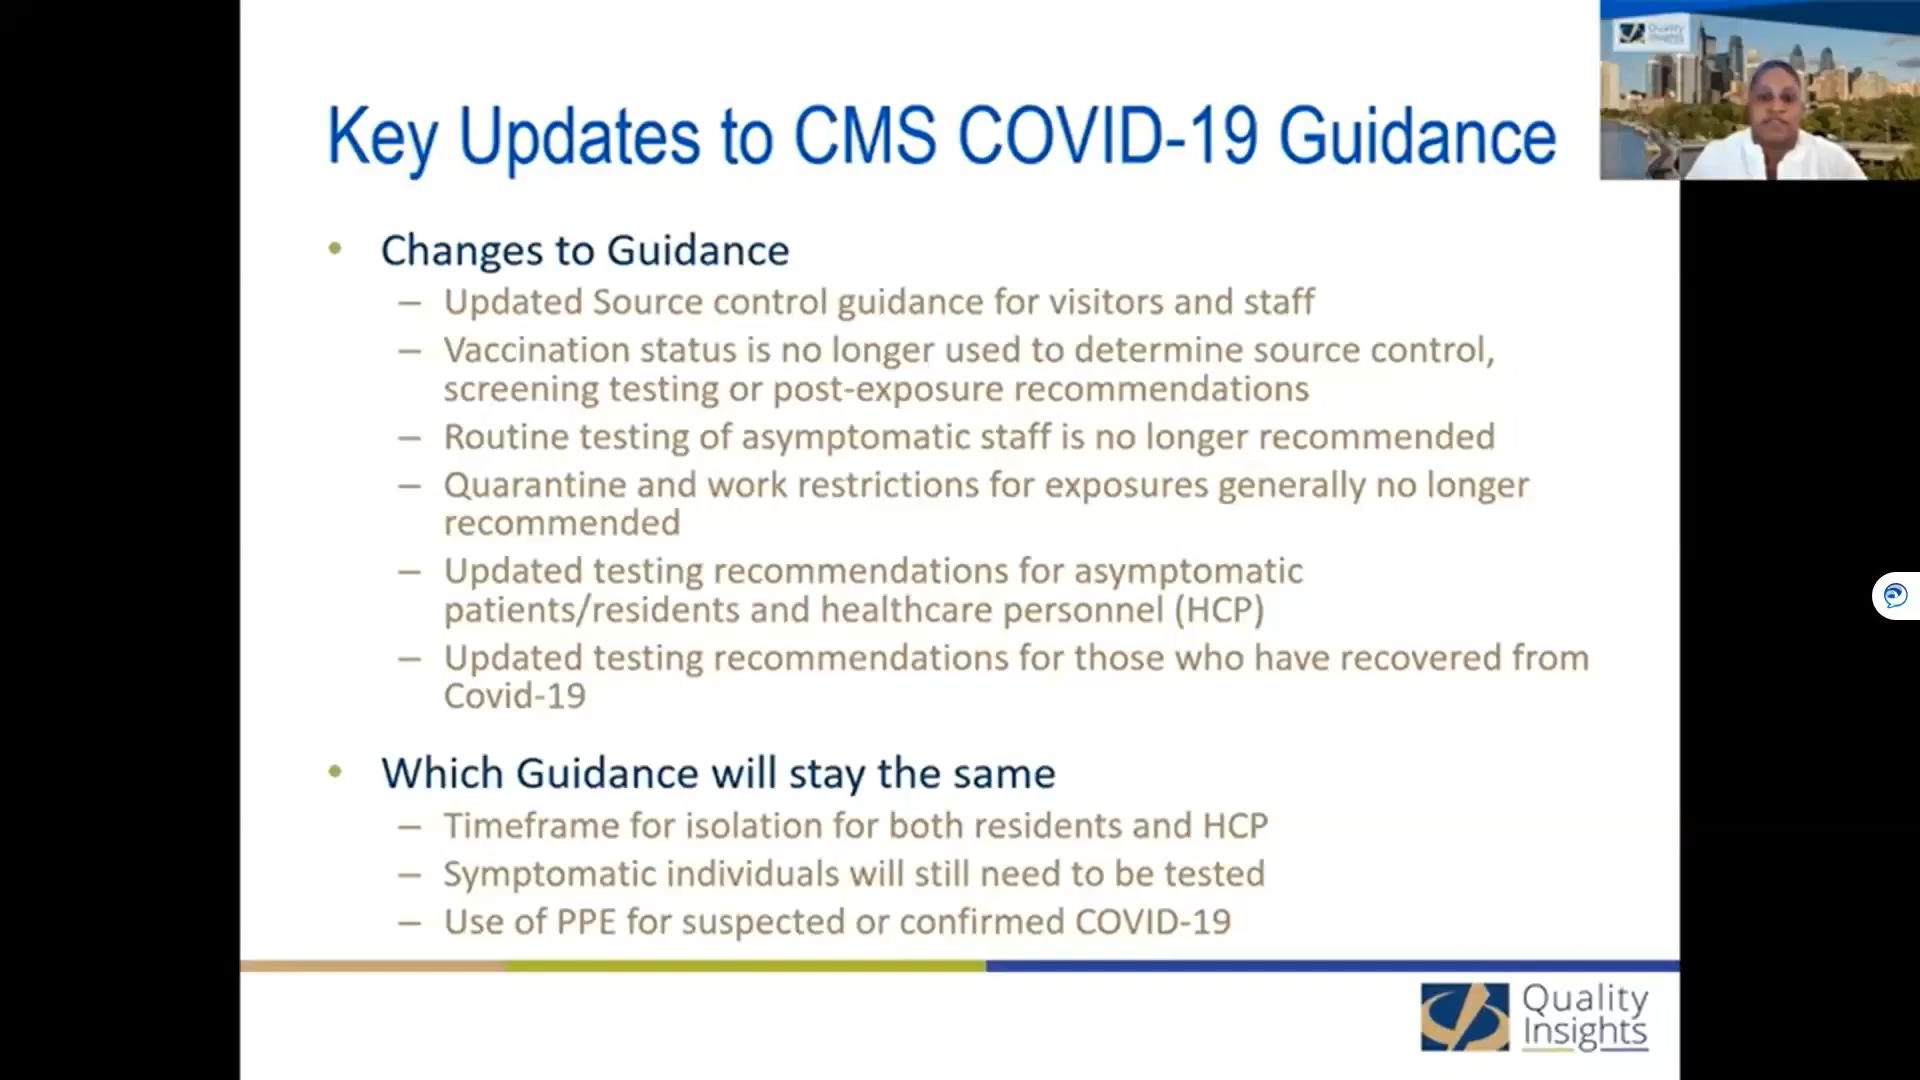 Quality
Insights
Key Updates to CMS COVID-19 Guidance
• Changes to Guidance
– Updated Source control guidance for visitors and staff
– Vaccination status is no longer used to determine source control,
screening testing or post-exposure recommendations
– Routine testing of asymptomatic staff is no longer recommended
– Quarantine and work restrictions for exposures generally no longer
recommended
– Updated testing recommendations for asymptomatic
patients/residents and healthcare personnel (HCP)
– Updated testing recommendations for those who have recovered from
Covid-19
• Which Guidance will stay the same
– Timeframe for isolation for both residents and HCP
– Symptomatic individuals will still need to be tested
– Use of PPE for suspected or confirmed COVID-19
Quality
Insights